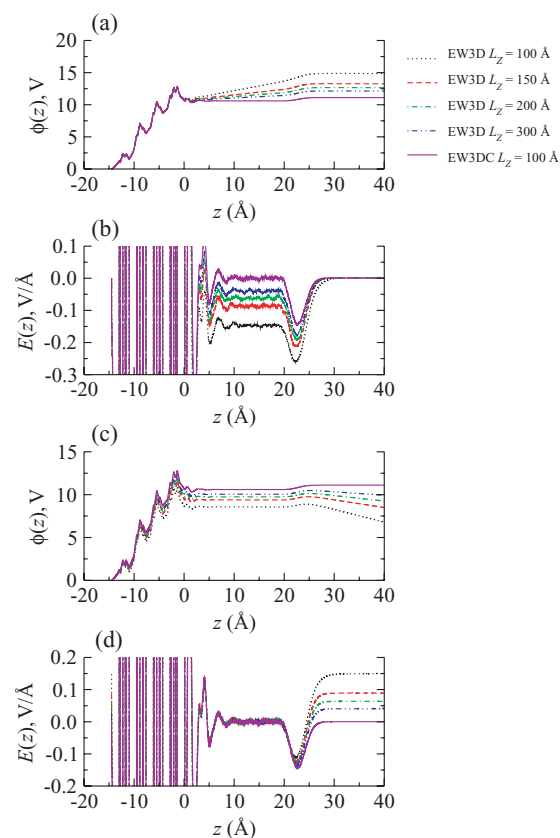 (a)
ϕ(z), V
20
15
10
5
0
-20 -10 0 10 20 30 40
z (Å)
EW3D L_Z = 100 Å
EW3D L_Z = 150 Å
EW3D L_Z = 200 Å
EW3D L_Z = 300 Å
EW3DC L_Z = 100 Å
(b)
E(z), V/Å
0.1
0.0
-0.1
-0.2
-0.3
-20 -10 0 10 20 30 40
z (Å)
(c)
ϕ(z), V
15
10
5
0
-20 -10 0 10 20 30 40
z (Å)
(d)
E(z), V/Å
0.2
0.1
0.0
-0.1
-0.2
-20 -10 0 10 20 30 40
z (Å)